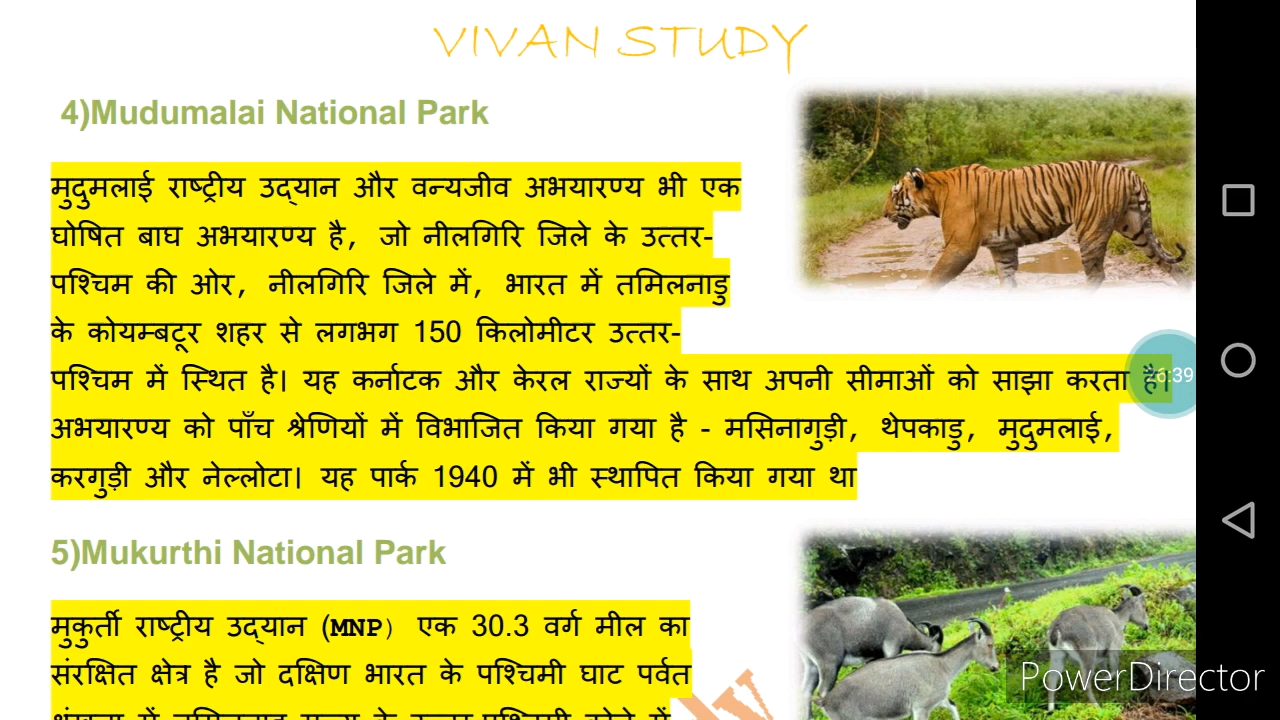 VIVAN STUDY
4)Mudumalai National Park
मुदुमलाई राष्ट्रीय उद्यान और वन्यजीव अभयारण्य भी एक
घोषित बाघ अभयारण्य है, जो नीलगिरि जिले के उत्तर-
पश्चिम की ओर, नीलगिरि जिले में, भारत में तमिलनाडु
के कोयम्बटूर शहर से लगभग 150 किलोमीटर उत्तर-
पश्चिम में स्थित है। यह कर्नाटक और केरल राज्यों के साथ अपनी सीमाओं को साझा करता है।
26:39
अभयारण्य को पाँच श्रेणियों में विभाजित किया गया है - मसिनागुड़ी, थेपकाडु, मुदुमलाई,
करगुड़ी और नेल्लोटा। यह पार्क 1940 में भी स्थापित किया गया था
5)Mukurthi National Park
मुकुर्ती राष्ट्रीय उद्यान (MNP) एक 30.3 वर्ग मील का
संरक्षित क्षेत्र है जो दक्षिण भारत के पश्चिमी घाट पर्वत
PowerDirector